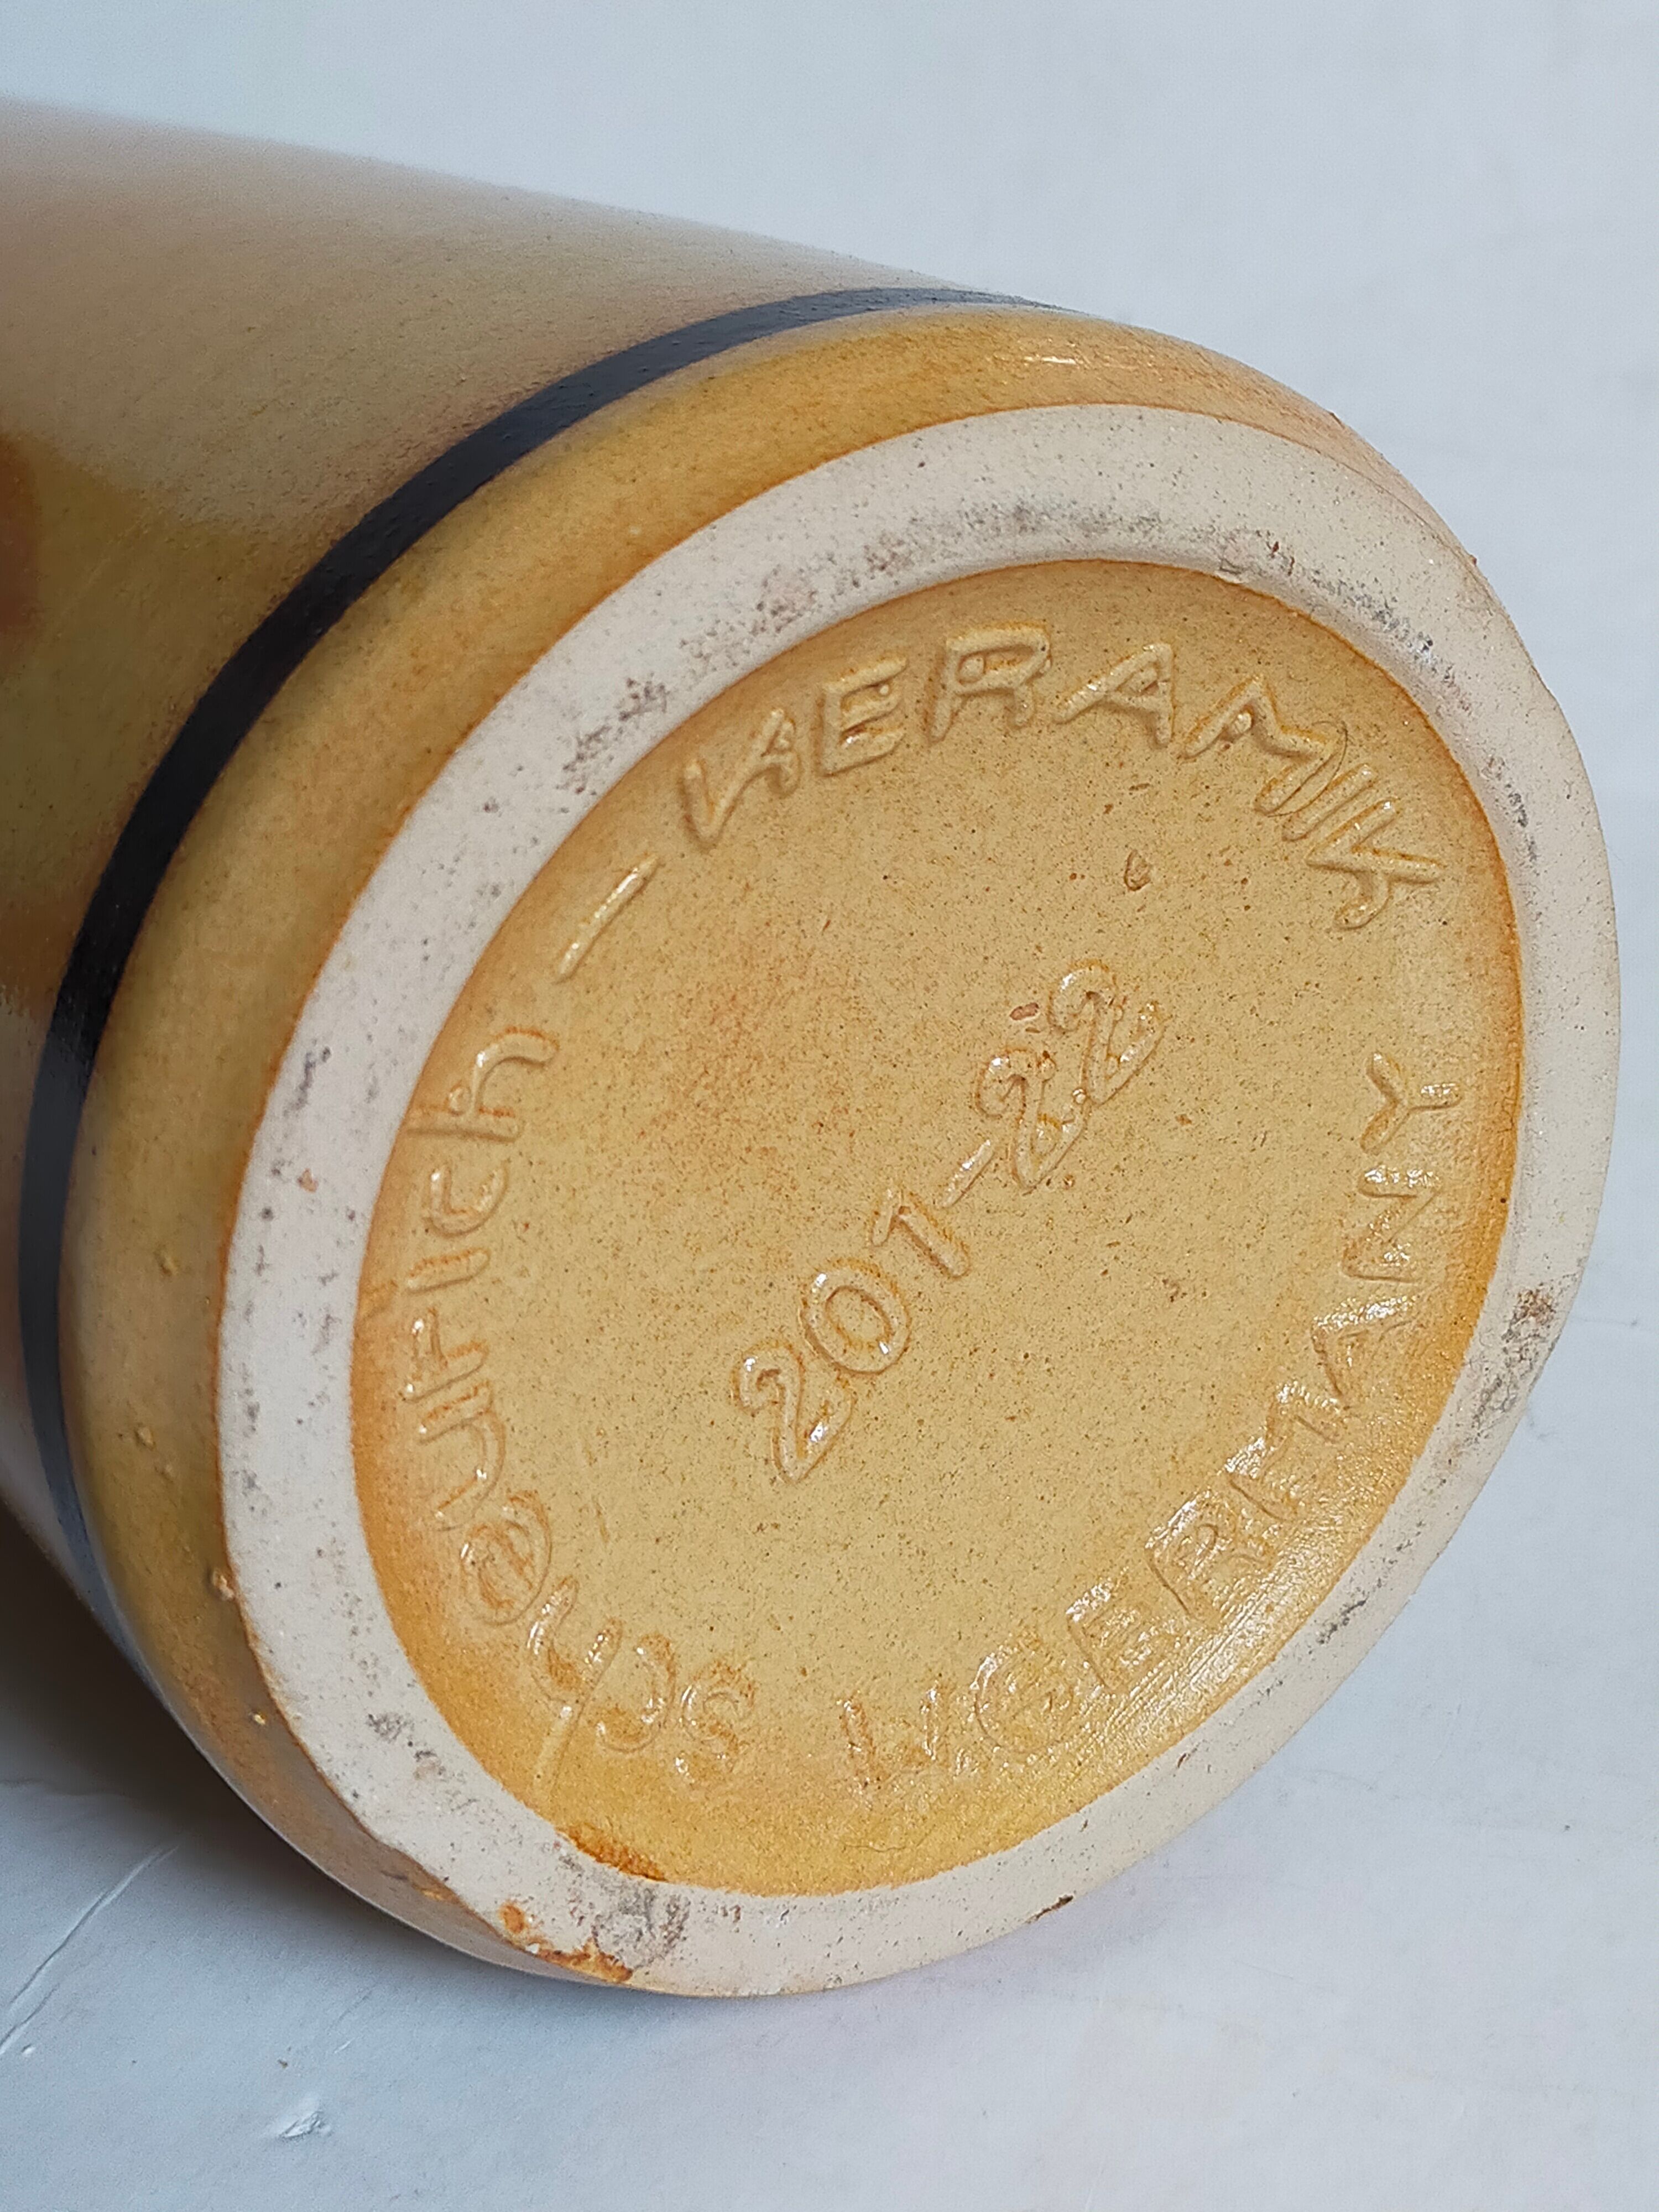 scheurich - KERAMIK
201-22
W.GERMANY